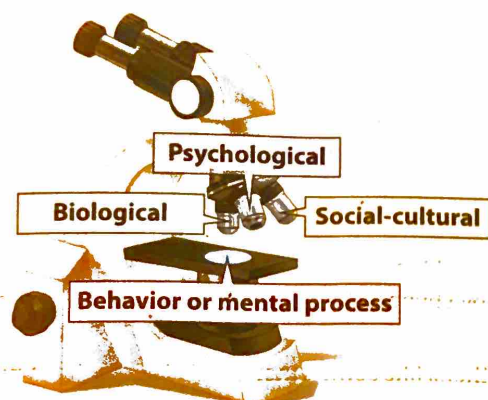 Psychological
Biological
Social-cultural
Behavior or mental process